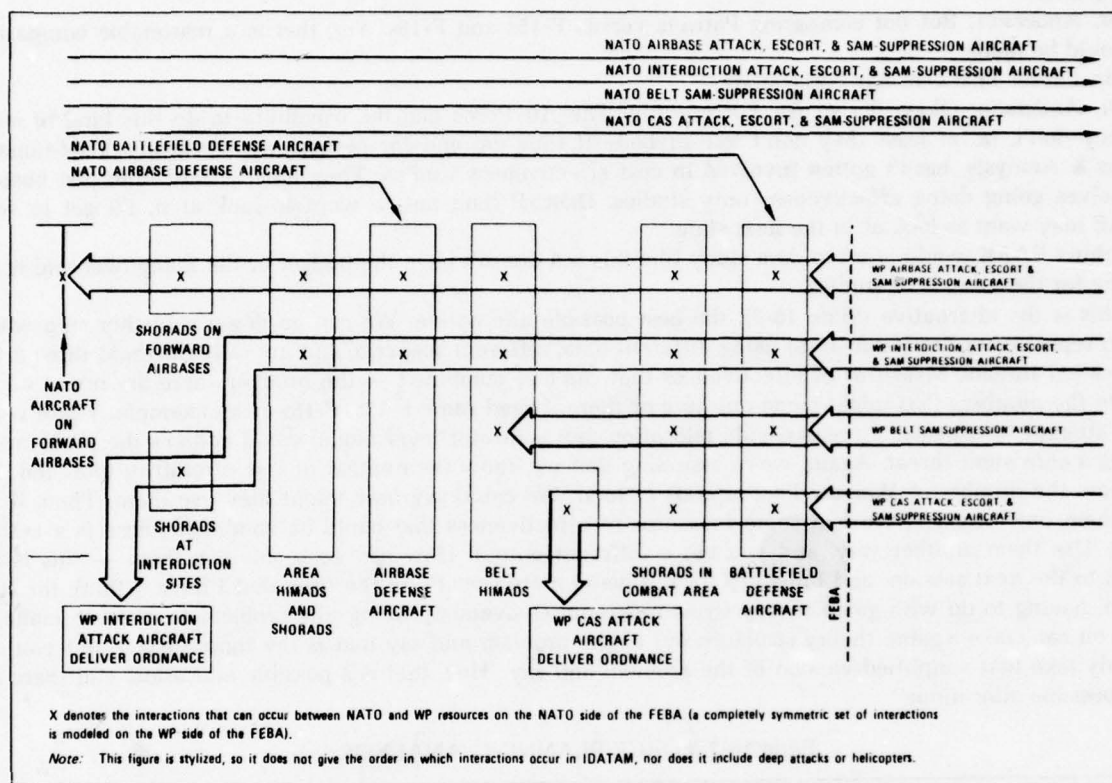 NATO AIRBASE ATTACK, ESCORT, & SAM-SUPPRESSION AIRCRAFT
NATO INTERDICTION ATTACK, ESCORT, & SAM-SUPPRESSION AIRCRAFT
NATO BELT SAM-SUPPRESSION AIRCRAFT
NATO CAS ATTACK, ESCORT, & SAM-SUPPRESSION AIRCRAFT
NATO BATTLEFIELD DEFENSE AIRCRAFT
NATO AIRBASE DEFENSE AIRCRAFT
X X X X X X X
WP AIRBASE ATTACK, ESCORT &
SAM SUPPRESSION AIRCRAFT
SHORADS ON
FORWARD
AIRBASES
X X X X X
WP INTERDICTION ATTACK, ESCORT,
& SAM SUPPRESSION AIRCRAFT
NATO
AIRCRAFT
ON
FORWARD
AIRBASES
X X X
WP BELT SAM SUPPRESSION AIRCRAFT
X
X X X
WP CAS ATTACK ESCORT, &
SAM SUPPRESSION AIRCRAFT
SHORADS
AT
INTERDICTION
SITES
HIMADS
AND
SHORADS
DEFENSE
AIRCRAFT
BELT
HIMADS
SHORADS IN
COMBAT AREA
BATTLEFIELD
DEFENSE
AIRCRAFT
FEBA
WP INTERDICTION
ATTACK AIRCRAFT
DELIVER ORDNANCE
WP CAS ATTACK
AIRCRAFT
DELIVER ORDNANCE
X denotes the interactions that can occur between NATO and WP resources on the NATO side of the FEBA (a completely symmetric set of interactions
is modeled on the WP side of the FEBA).
Note: This figure is stylized, so it does not give the order in which interactions occur in IDATAM, nor does it include deep attacks or helicopters.